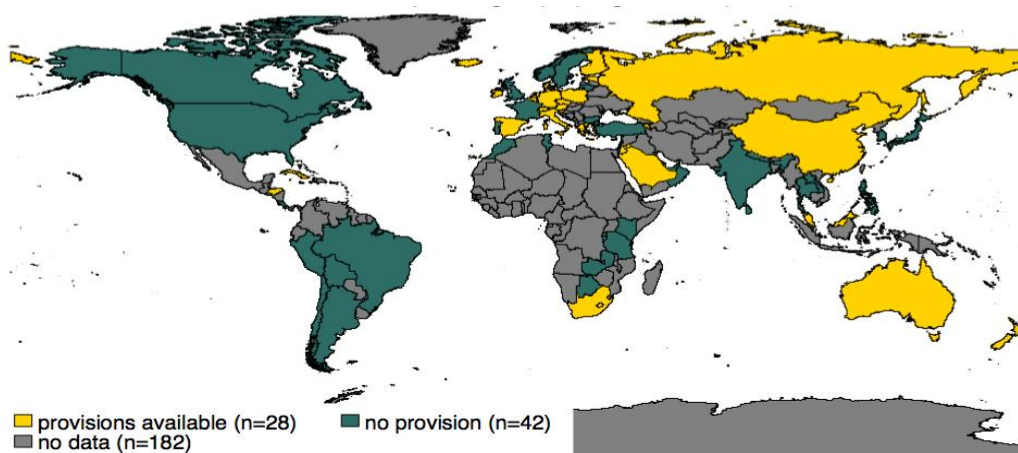 provisions available (n=28)
no provision (n=42)
no data (n=182)